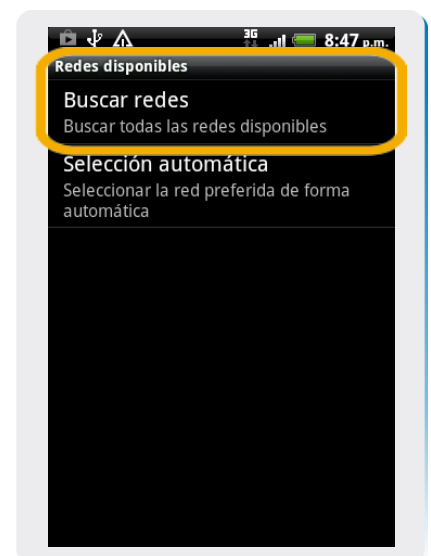 3G 8:47 p.m.
Redes disponibles
Buscar redes
Buscar todas las redes disponibles
Selección automática
Seleccionar la red preferida de forma
automática